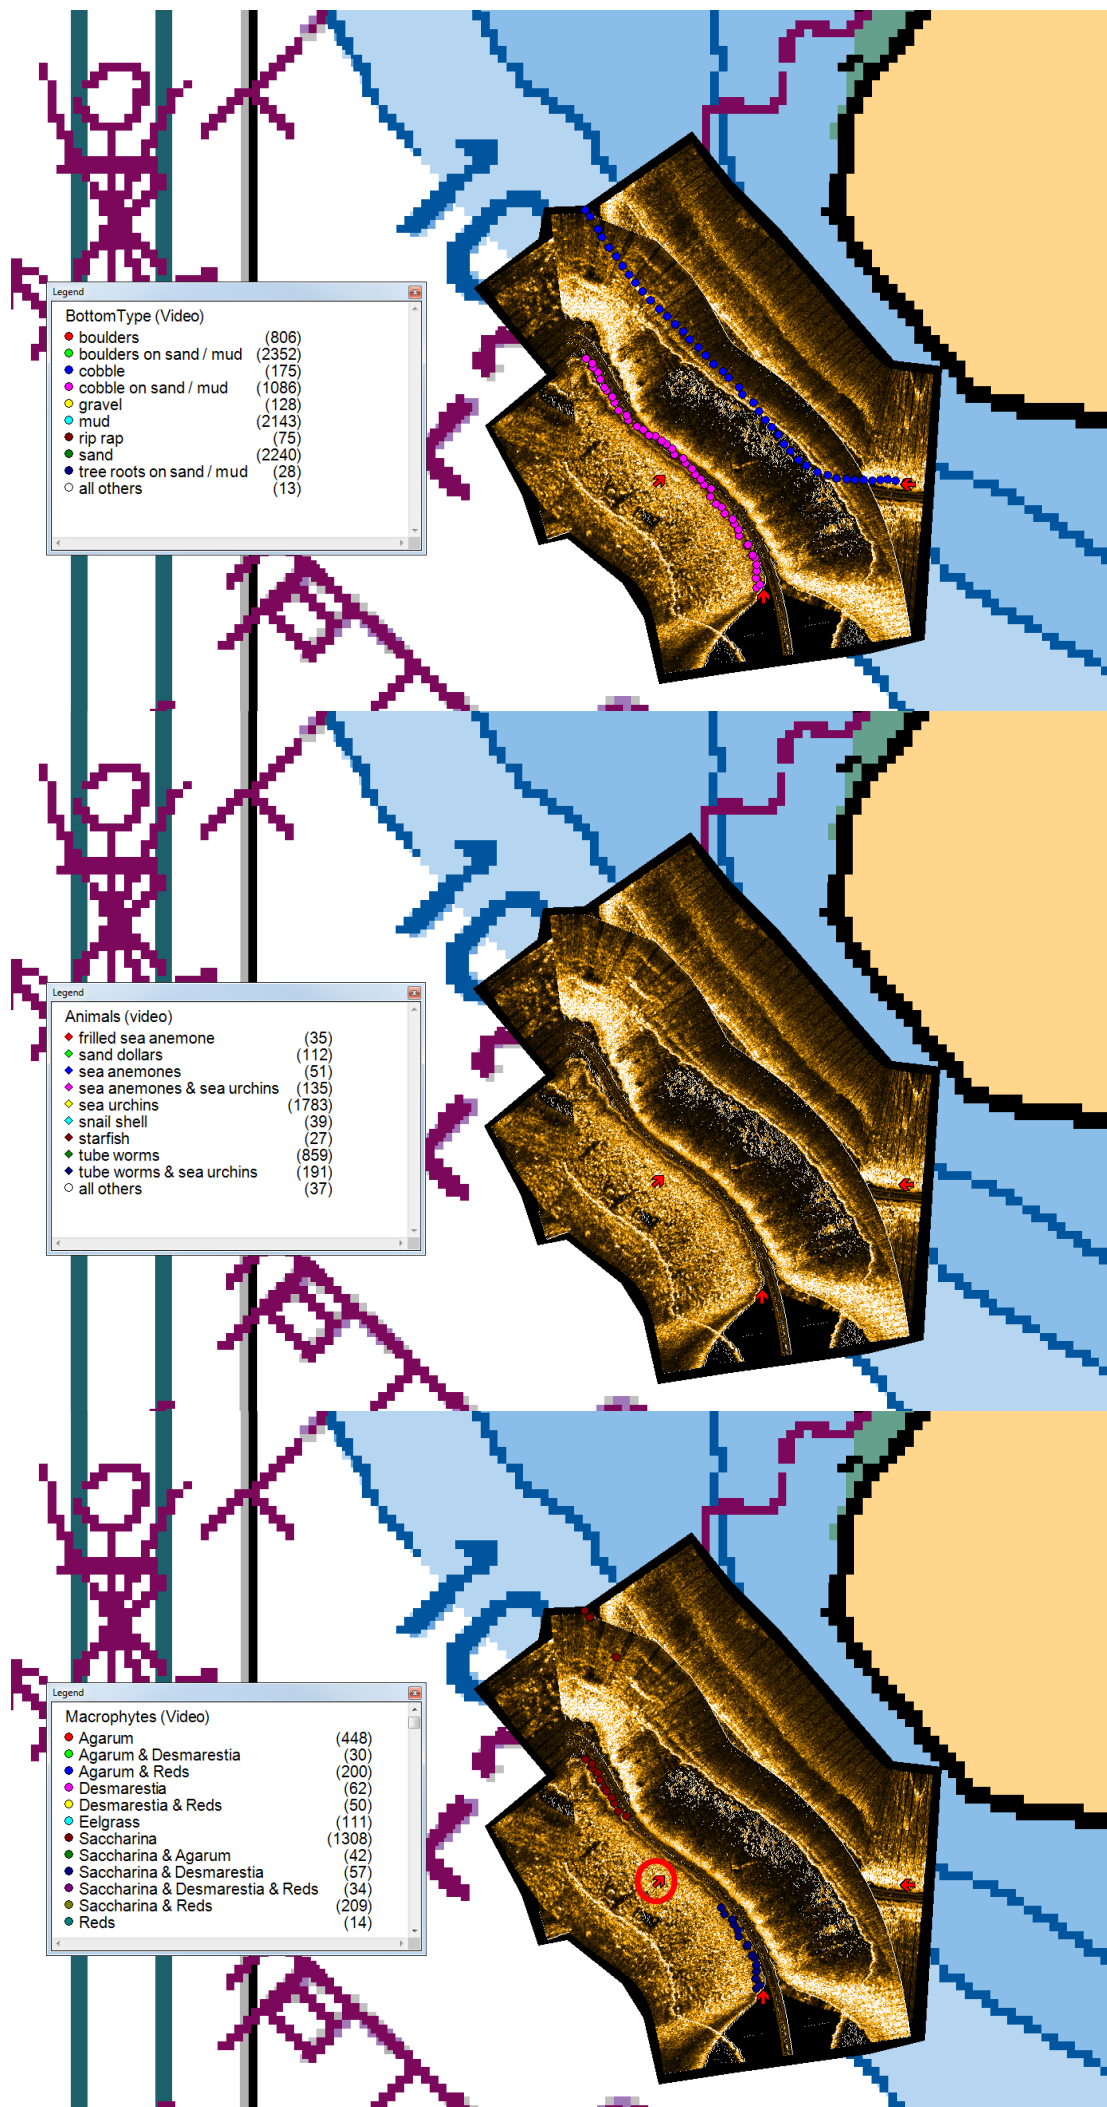 Legend
BottomType (Video)
boulders (806)
boulders on sand / mud (2352)
cobble (175)
cobble on sand / mud (1086)
gravel (128)
mud (2143)
rip rap (75)
sand (2240)
tree roots on sand / mud (28)
all others (13)
Legend
Animals (video)
frilled sea anemone (35)
sand dollars (112)
sea anemones (51)
sea anemones & sea urchins (135)
sea urchins (1783)
snail shell (39)
starfish (27)
tube worms (859)
tube worms & sea urchins (191)
all others (37)
Legend
Macrophytes (Video)
Agarum (448)
Agarum & Desmarestia (30)
Agarum & Reds (200)
Desmarestia (62)
Desmarestia & Reds (50)
Eelgrass (111)
Saccharina (1308)
Saccharina & Agarum (42)
Saccharina & Desmarestia (57)
Saccharina & Desmarestia & Reds (34)
Saccharina & Reds (209)
Reds (14)